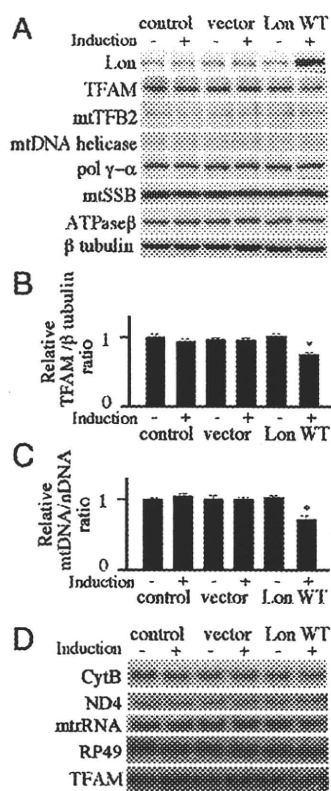 A
control vector Lon WT
Induction - + - + - +
Lon
TFAM
mtTFB2
mtDNA helicase
pol γ-α
mtSSB
ATPaseβ
β tubulin
B
Relative TFAM/β tubulin ratio
1
*
0
Induction - + - + - +
control vector Lon WT
C
Relative mtDNA/nDNA ratio
1
*
0
Induction - + - + - +
control vector Lon WT
D
control vector Lon WT
Induction - + - + - +
CytB
ND4
mtrRNA
RP49
TFAM